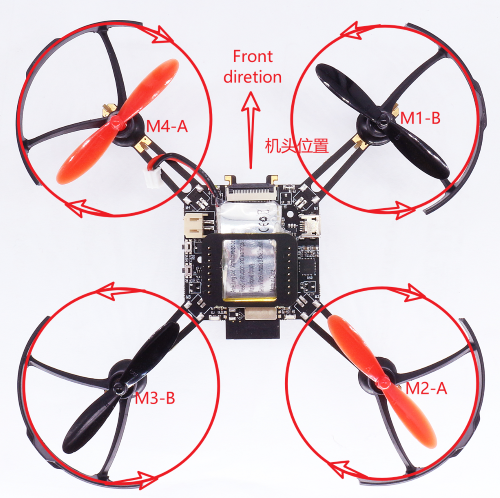 Front
diretion
M4-A
M1-B
机头位置
M3-B
M2-A